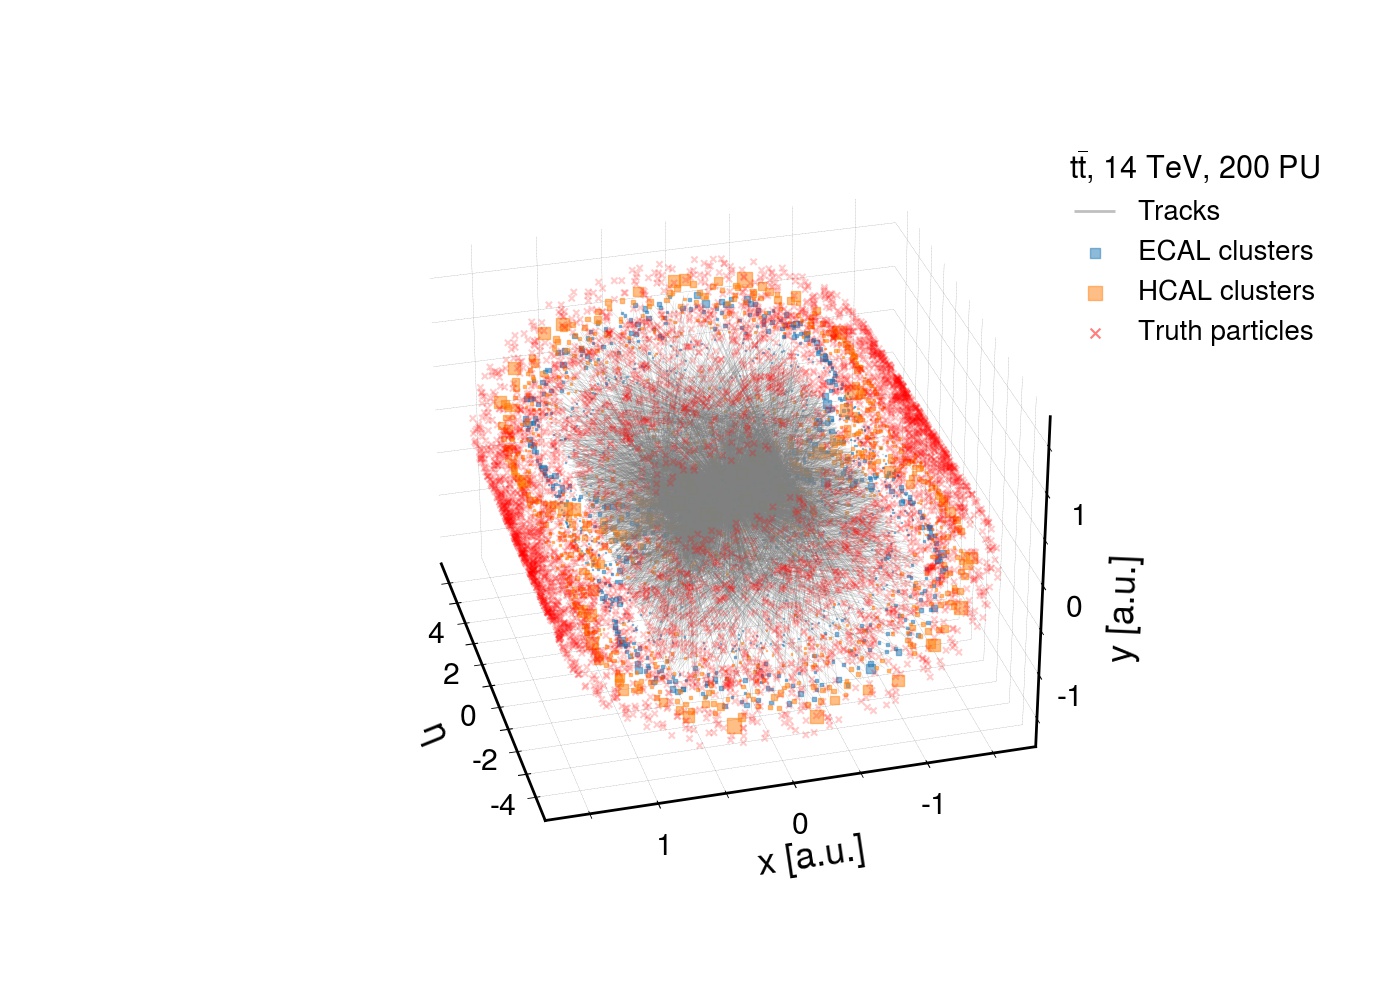 tt̄, 14 TeV, 200 PU
Tracks
ECAL clusters
HCAL clusters
Truth particles
4
2
0
-2
-4
η
1
0
-1
x [a.u.]
1
0
-1
y [a.u.]